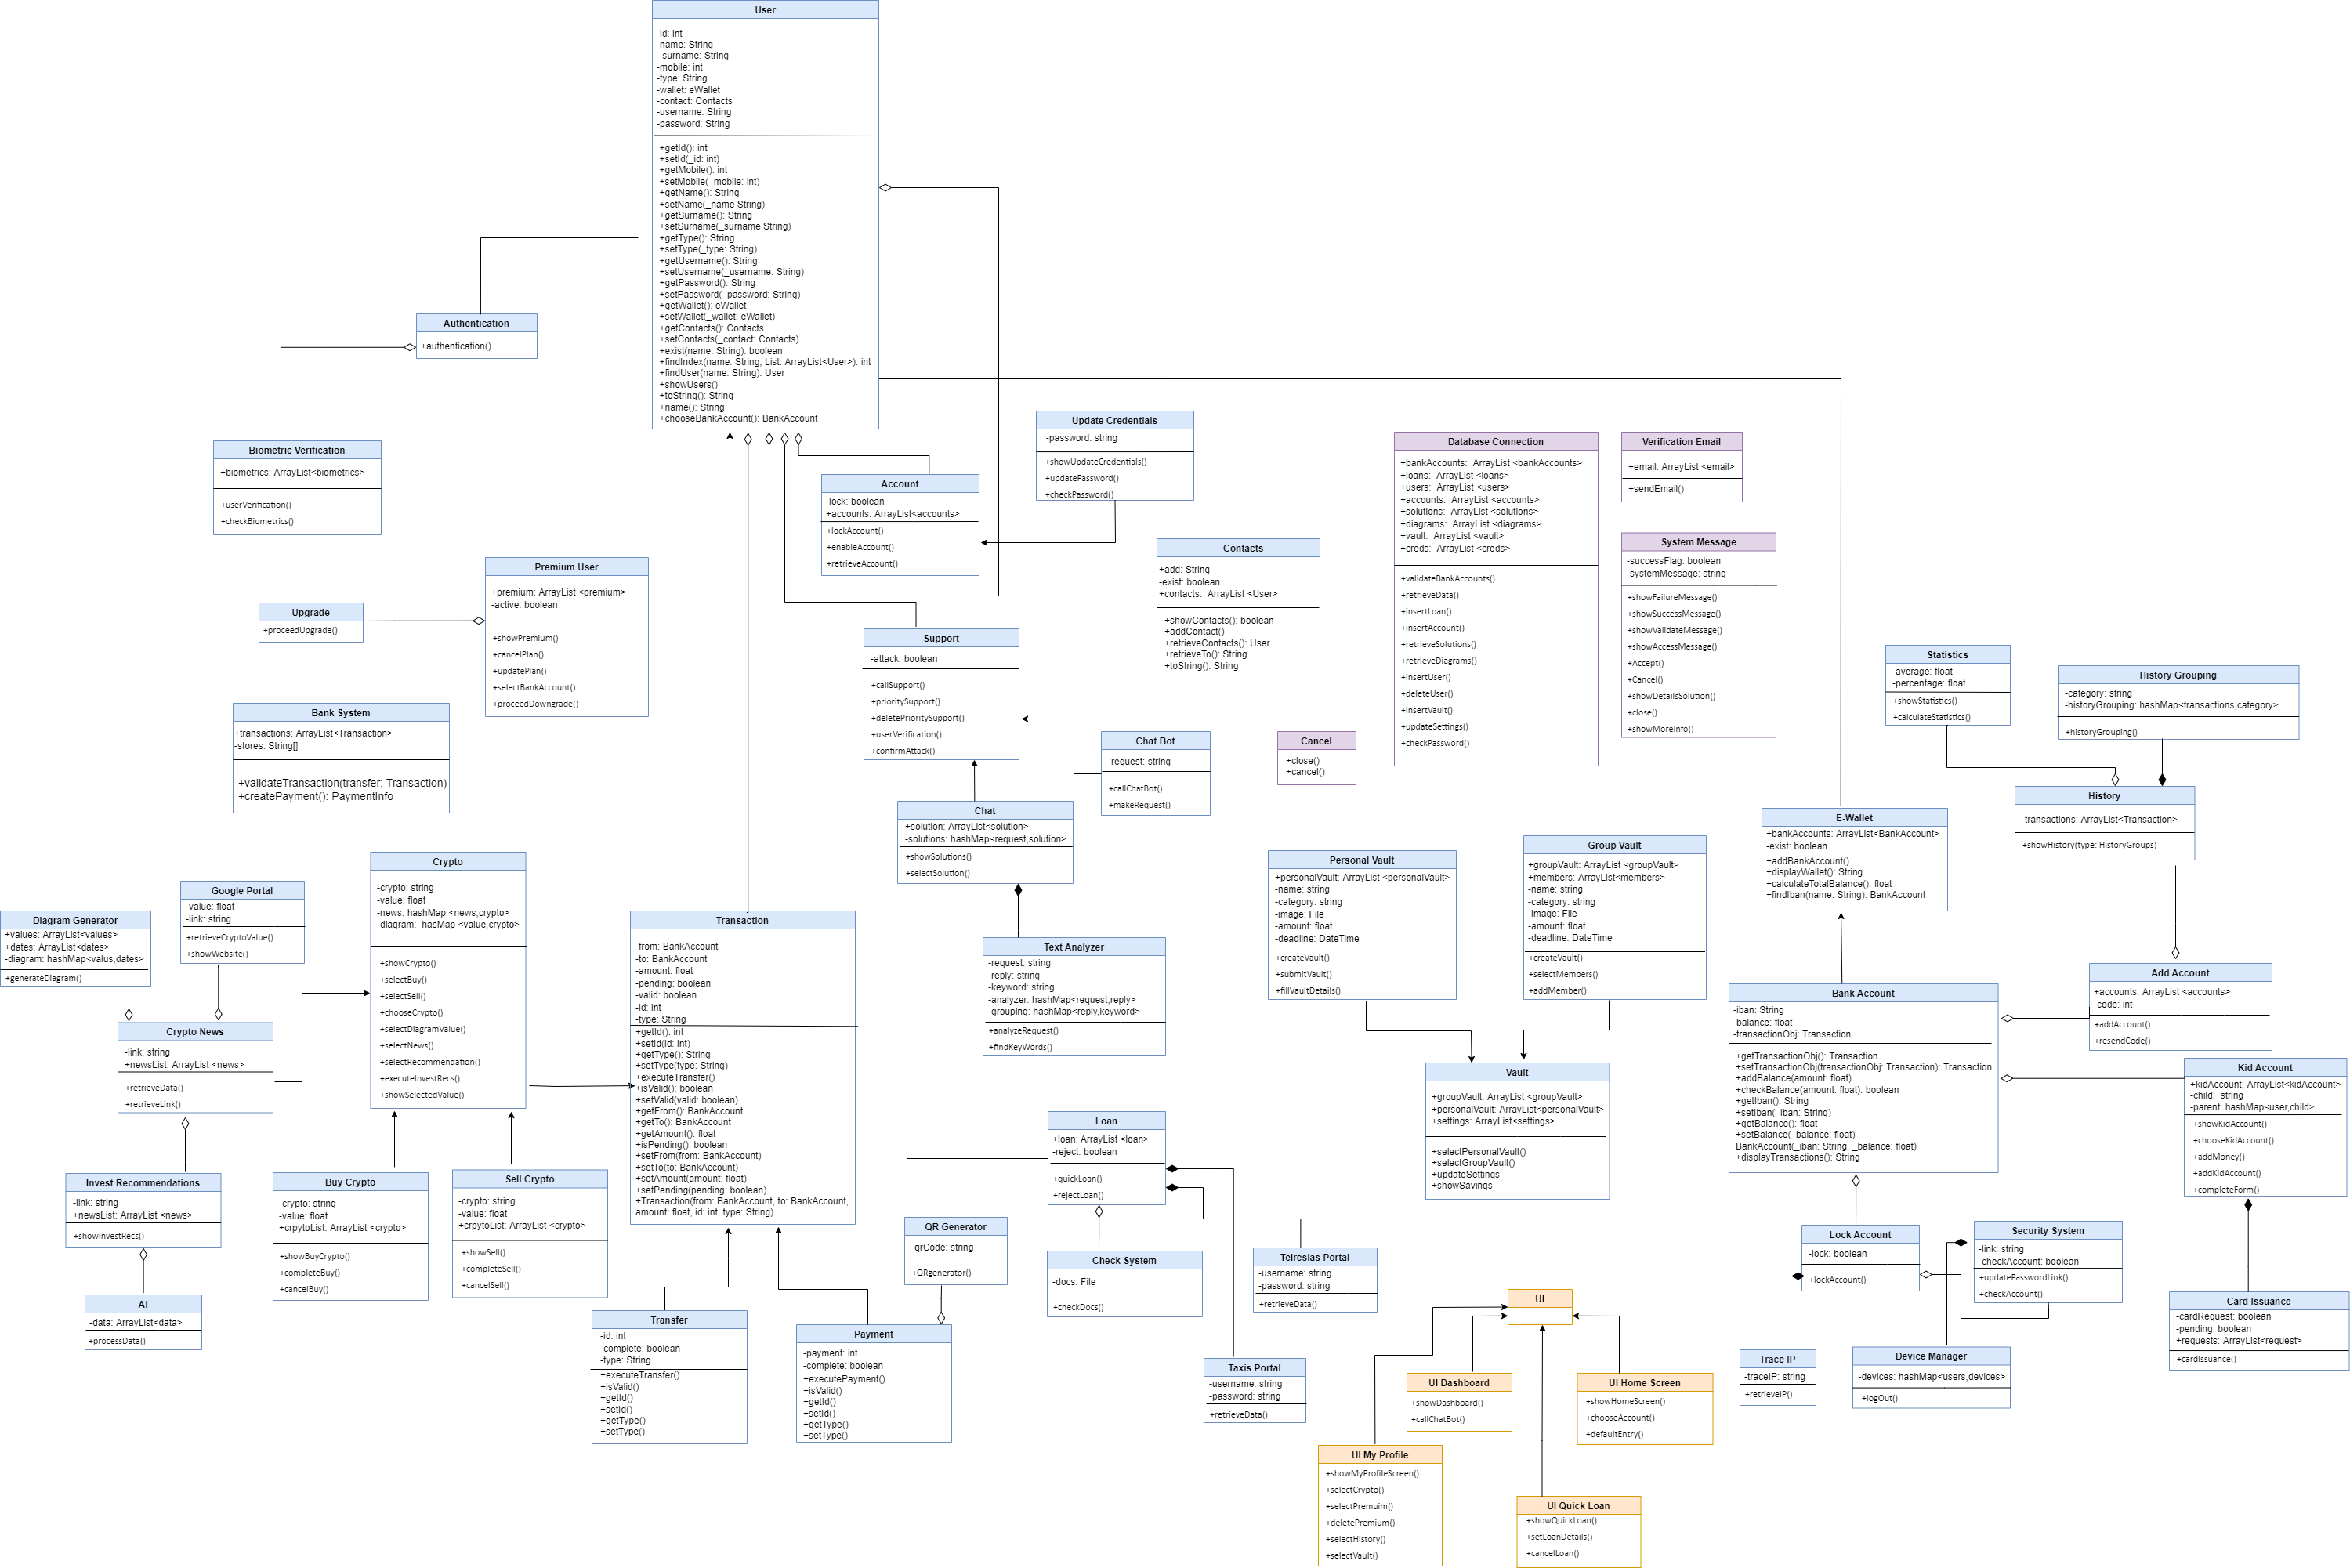 User
-id: int
-name: String
- surname: String
-mobile: int
-type: String
-wallet: eWallet
-contact: Contacts
-username: String
-password: String
+getId(): int
+setId(_id: int)
+getMobile(): int
+setMobile(_mobile: int)
+getName(): String
+setName(_name String)
+getSurname(): String
+setSurname(_surname String)
+getType(): String
+setType(_type: String)
+getUsername(): String
+setUsername(_username: String)
+getPassword(): String
+setPassword(_password: String)
+getWallet(): eWallet
+setWallet(_wallet: eWallet)
+getContacts(): Contacts
+setContacts(_contact: Contacts)
+exist(name: String): boolean
+findIndex(name: String, List: ArrayList<User>): int
+findUser(name: String): User
+showUsers()
+toString(): String
+name(): String
+chooseBankAccount(): BankAccount
Authentication
+authentication()
Biometric Verification
+biometrics: ArrayList<biometrics>
+userVerification()
+checkBiometrics()
Premium User
+premium: ArrayList <premium>
-active: boolean
+showPremium()
+cancelPlan()
+updatePlan()
+selectBankAccount()
+proceedDowngrade()
Upgrade
+proceedUpgrade()
Bank System
+transactions: ArrayList<Transaction>
-stores: String[]
+validateTransaction(transfer: Transaction)
+createPayment(): PaymentInfo
Account
-lock: boolean
+accounts: ArrayList<accounts>
+lockAccount()
+enableAccount()
+retrieveAccount()
Update Credentials
-password: string
+showUpdateCredentials()
+updatePassword()
+checkPassword()
Contacts
+add: String
-exist: boolean
+contacts: ArrayList <User>
+showContacts(): boolean
+addContact()
+retrieveContacts(): User
+retrieveTo(): String
+toString(): String
Support
-attack: boolean
+callSupport()
+prioritySupport()
+deletePrioritySupport()
+userVerification()
+confirmAttack()
Chat Bot
-request: string
+callChatBot()
+makeRequest()
Chat
+solution: ArrayList<solution>
-solutions: hashMap<request,solution>
+showSolutions()
+selectSolution()
Text Analyzer
-request: string
-reply: string
-keyword: string
-analyzer: hashMap<request,reply>
-grouping: hashMap<reply,keyword>
+analyzeRequest()
+findKeyWords()
Database Connection
+bankAccounts: ArrayList <bankAccounts>
+loans: ArrayList <loans>
+users: ArrayList <users>
+accounts: ArrayList <accounts>
+solutions: ArrayList <solutions>
+diagrams: ArrayList <diagrams>
+vault: ArrayList <vault>
+creds: ArrayList <creds>
+validateBankAccounts()
+retrieveData()
+insertLoan()
+insertAccount()
+retrieveSolutions()
+retrieveDiagrams()
+insertUser()
+deleteUser()
+insertVault()
+updateSettings()
+checkPassword()
Verification Email
+email: ArrayList <email>
+sendEmail()
System Message
-successFlag: boolean
-systemMessage: string
+showFailureMessage()
+showSuccessMessage()
+showValidateMessage()
+showAccessMessage()
+Accept()
+Cancel()
+showDetailsSolution()
+close()
+showMoreInfo()
Cancel
+close()
+cancel()
Statistics
-average: float
-percentage: float
+showStatistics()
+calculateStatistics()
History Grouping
-category: string
-historyGrouping: hashMap<transactions,category>
+historyGrouping()
History
-transactions: ArrayList<Transaction>
+showHistory(type: HistoryGroups)
E-Wallet
+bankAccounts: ArrayList<BankAccount>
-exist: boolean
+addBankAccount()
+displayWallet(): String
+calculateTotalBalance(): float
+findIban(name: String): BankAccount
Crypto
-crypto: string
-value: float
-news: hashMap <news,crypto>
-diagram: hasMap <value,crypto>
+showCrypto()
+selectBuy()
+selectSell()
+chooseCrypto()
+selectDiagramValue()
+selectNews()
+selectRecommendation()
+executeInvestRecs()
+showSelectedValue()
Google Portal
-value: float
-link: string
+retrieveCryptoValue()
+showWebsite()
Diagram Generator
+values: ArrayList<values>
+dates: ArrayList<dates>
-diagram: hashMap<valus,dates>
+generateDiagram()
Crypto News
-link: string
+newsList: ArrayList <news>
+retrieveData()
+retrieveLink()
Invest Recommendations
-link: string
+newsList: ArrayList <news>
+showInvestRecs()
AI
-data: ArrayList<data>
+processData()
Buy Crypto
-crypto: string
-value: float
+crpytoList: ArrayList <crypto>
+showBuyCrypto()
+completeBuy()
+cancelBuy()
Sell Crypto
-crypto: string
-value: float
+crpytoList: ArrayList <crypto>
+showSell()
+completeSell()
+cancelSell()
Transaction
-from: BankAccount
-to: BankAccount
-amount: float
-pending: boolean
-valid: boolean
-id: int
-type: String
+getId(): int
+setId(id: int)
+getType(): String
+setType(type: String)
+executeTransfer()
+isValid(): boolean
+setValid(valid: boolean)
+getFrom(): BankAccount
+getTo(): BankAccount
+getAmount(): float
+isPending(): boolean
+setFrom(from: BankAccount)
+setTo(to: BankAccount)
+setAmount(amount: float)
+setPending(pending: boolean)
+Transaction(from: BankAccount, to: BankAccount,
amount: float, id: int, type: String)
Transfer
-id: int
-complete: boolean
-type: String
+executeTransfer()
+isValid()
+getId()
+setId()
+getType()
+setType()
Payment
-payment: int
-complete: boolean
+executePayment()
+isValid()
+getId()
+setId()
+getType()
+setType()
QR Generator
-qrCode: string
+QRgenerator()
Loan
+loan: ArrayList <loan>
-reject: boolean
+quickLoan()
+rejectLoan()
Check System
-docs: File
+checkDocs()
Teiresias Portal
-username: string
-password: string
+retrieveData()
Taxis Portal
-username: string
-password: string
+retrieveData()
Personal Vault
+personalVault: ArrayList <personalVault>
-name: string
-category: string
-image: File
-amount: float
-deadline: DateTime
+createVault()
+submitVault()
+fillVaultDetails()
Group Vault
+groupVault: ArrayList <groupVault>
+members: ArrayList<members>
-name: string
-category: string
-image: File
-amount: float
-deadline: DateTime
+createVault()
+selectMembers()
+addMember()
Vault
+groupVault: ArrayList <groupVault>
+personalVault: ArrayList<personalVault>
+settings: ArrayList<settings>
+selectPersonalVault()
+selectGroupVault()
+updateSettings
+showSavings
Bank Account
-iban: String
-balance: float
-transactionObj: Transaction
+getTransactionObj(): Transaction
+setTransactionObj(transactionObj: Transaction): Transaction
+addBalance(amount: float)
+checkBalance(amount: float): boolean
+getIban(): String
+setIban(_iban: String)
+getBalance(): float
+setBalance(_balance: float)
BankAccount(_iban: String, _balance: float)
+displayTransactions(): String
Add Account
+accounts: ArrayList <accounts>
-code: int
+addAccount()
+resendCode()
Kid Account
+kidAccount: ArrayList<kidAccount>
-child: string
-parent: hashMap<user,child>
+showKidAccount()
+chooseKidAccount()
+addMoney()
+addKidAccount()
+completeForm()
Lock Account
-lock: boolean
+lockAccount()
Security System
-link: string
-checkAccount: boolean
+updatePasswordLink()
+checkAccount()
Card Issuance
-cardRequest: boolean
-pending: boolean
+requests: ArrayList<request>
+cardIssuance()
Trace IP
-traceIP: string
+retrieveIP()
Device Manager
-devices: hashMap<users,devices>
+logOut()
UI
UI Dashboard
+showDashboard()
+callChatBot()
UI Home Screen
+showHomeScreen()
+chooseAccount()
+defaultEntry()
UI My Profile
+showMyProfileScreen()
+selectCrypto()
+selectPremuim()
+deletePremium()
+selectHistory()
+selectVault()
UI Quick Loan
+showQuickLoan()
+setLoanDetails()
+cancelLoan()